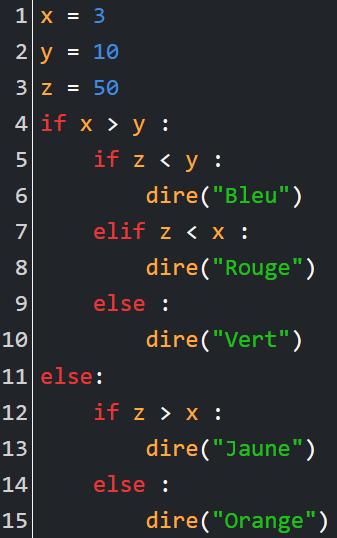 1 x = 3
2 y = 10
3 z = 50
4 if x > y :
5     if z < y :
6         dire("Bleu")
7     elif z < x :
8         dire("Rouge")
9     else :
10         dire("Vert")
11 else:
12     if z > x :
13         dire("Jaune")
14     else :
15         dire("Orange")